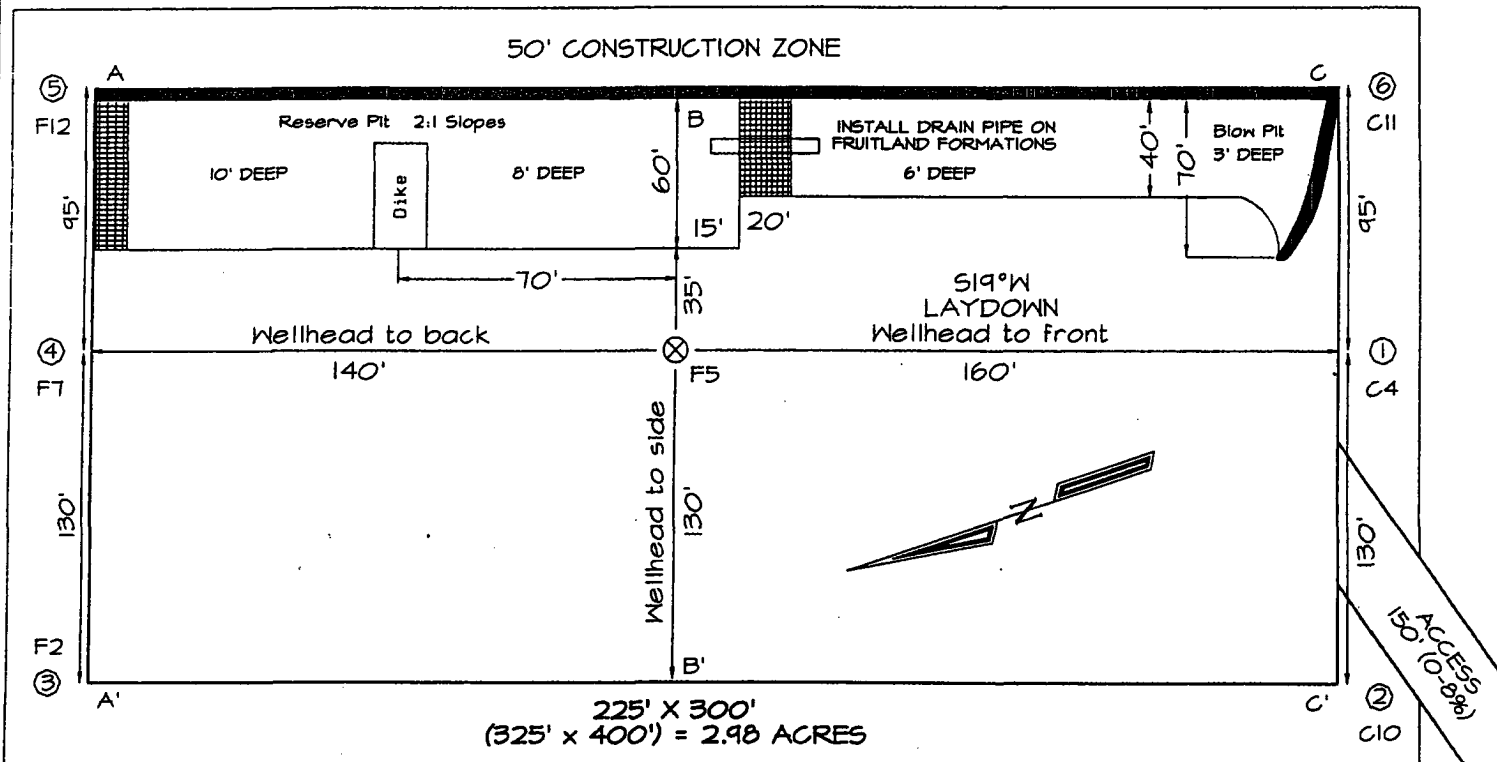 50' CONSTRUCTION ZONE
5
A
C
6
F12
Reserve Pit 2:1 Slopes
B
INSTALL DRAIN PIPE ON
FRUITLAND FORMATIONS
Blow Pit
3' DEEP
C11
10' DEEP
Dike
8' DEEP
60'
6' DEEP
40'
70'
95'
15'
20'
95'
70'
35'
S19°W
LAYDOWN
Wellhead to back
Wellhead to front
4
1
F7
140'
F5
160'
C4
Wellhead to side
130'
130'
N
130'
ACCESS
150' (0-8%)
F2
3
A'
B'
C'
2
C10
225' X 300'
(325' x 400') = 2.98 ACRES